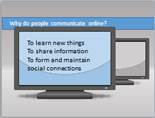 Why do people communicate online?
To learn new things
To share information
To form and maintain
social connections